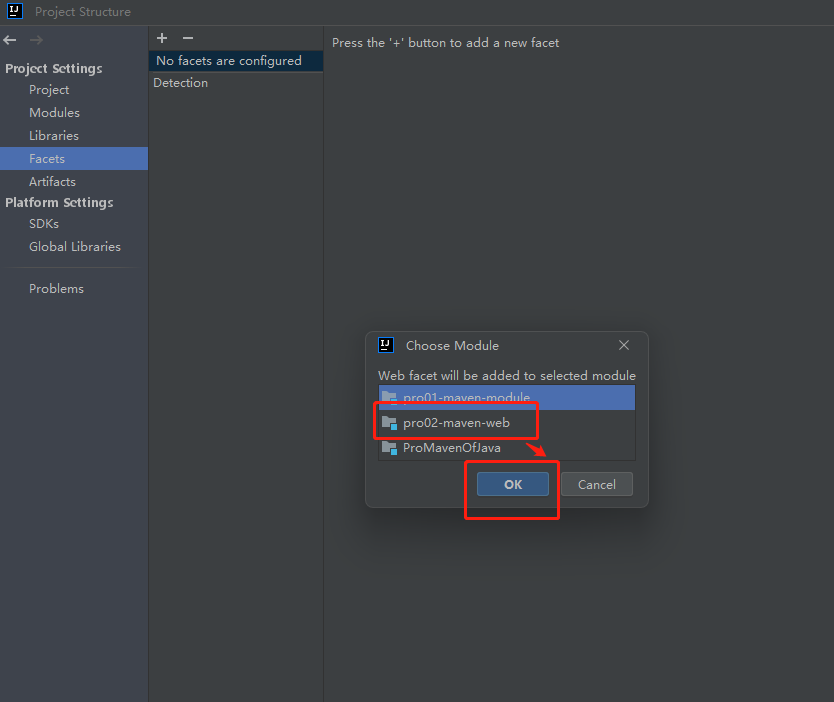 Project Structure
Project Settings
Project
Modules
Libraries
Facets
Artifacts
Platform Settings
SDKs
Global Libraries
Problems
No facets are configured
Detection
Press the '+' button to add a new facet
Choose Module
Web facet will be added to selected module
pro01-maven-module
pro02-maven-web
ProMavenOfJava
OK
Cancel